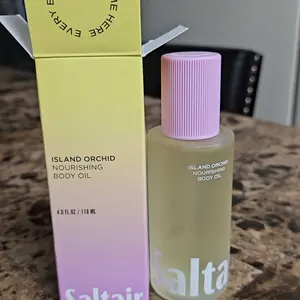 ME HERE EVERY
ISLAND ORCHID
NOURISHING
BODY OIL
4.0 FL OZ / 118 ML
Saltair
ISLAND ORCHID
NOURISHING
BODY OIL
Salta